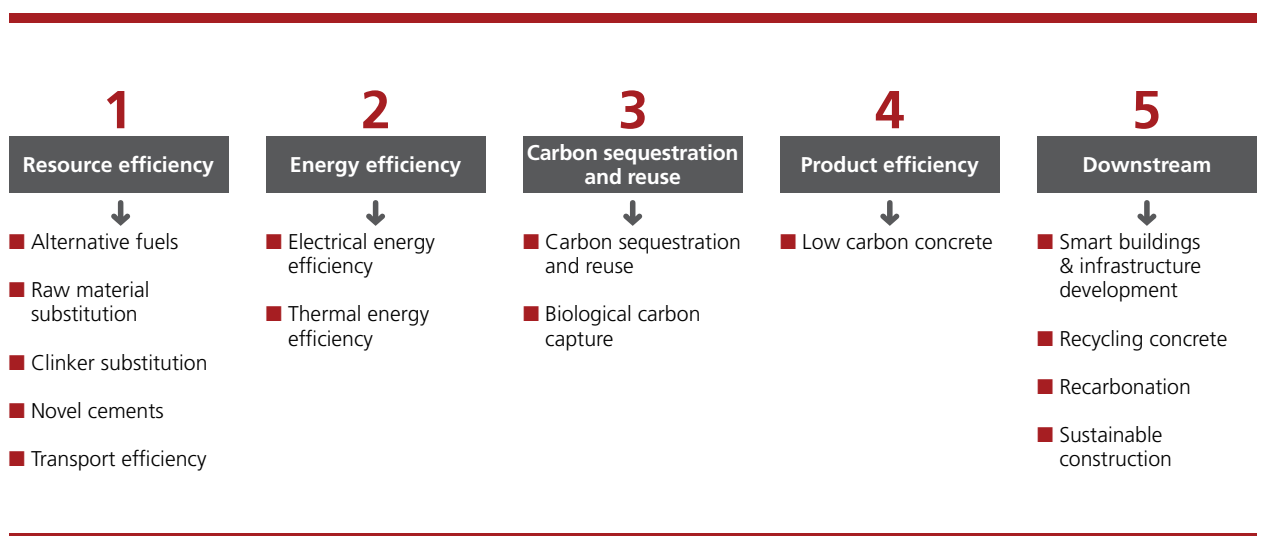 1
Resource efficiency
Alternative fuels
Raw material
substitution
Clinker substitution
Novel cements
Transport efficiency
2
Energy efficiency
Electrical energy
efficiency
Thermal energy
efficiency
3
Carbon sequestration
and reuse
Carbon sequestration
and reuse
Biological carbon
capture
4
Product efficiency
Low carbon concrete
5
Downstream
Smart buildings
& infrastructure
development
Recycling concrete
Recarbonation
Sustainable
construction